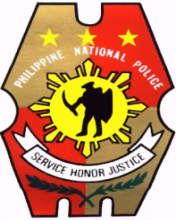 PHILIPPINE NATIONAL POLICE
SERVICE HONOR JUSTICE